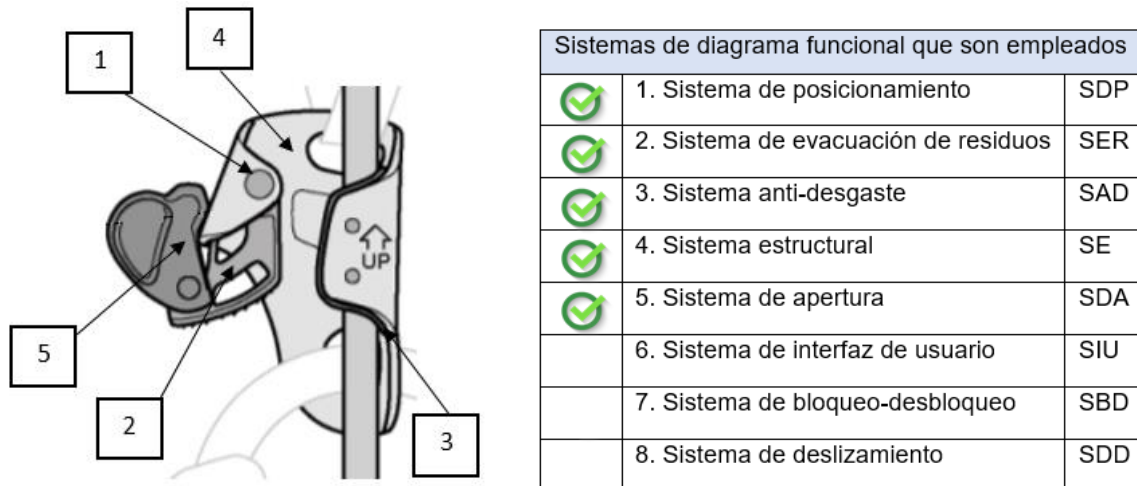 1
4
5
2
3
UP
Sistemas de diagrama funcional que son empleados
1. Sistema de posicionamiento SDP
2. Sistema de evacuación de residuos SER
3. Sistema anti-desgaste SAD
4. Sistema estructural SE
5. Sistema de apertura SDA
6. Sistema de interfaz de usuario SIU
7. Sistema de bloqueo-desbloqueo SBD
8. Sistema de deslizamiento SDD